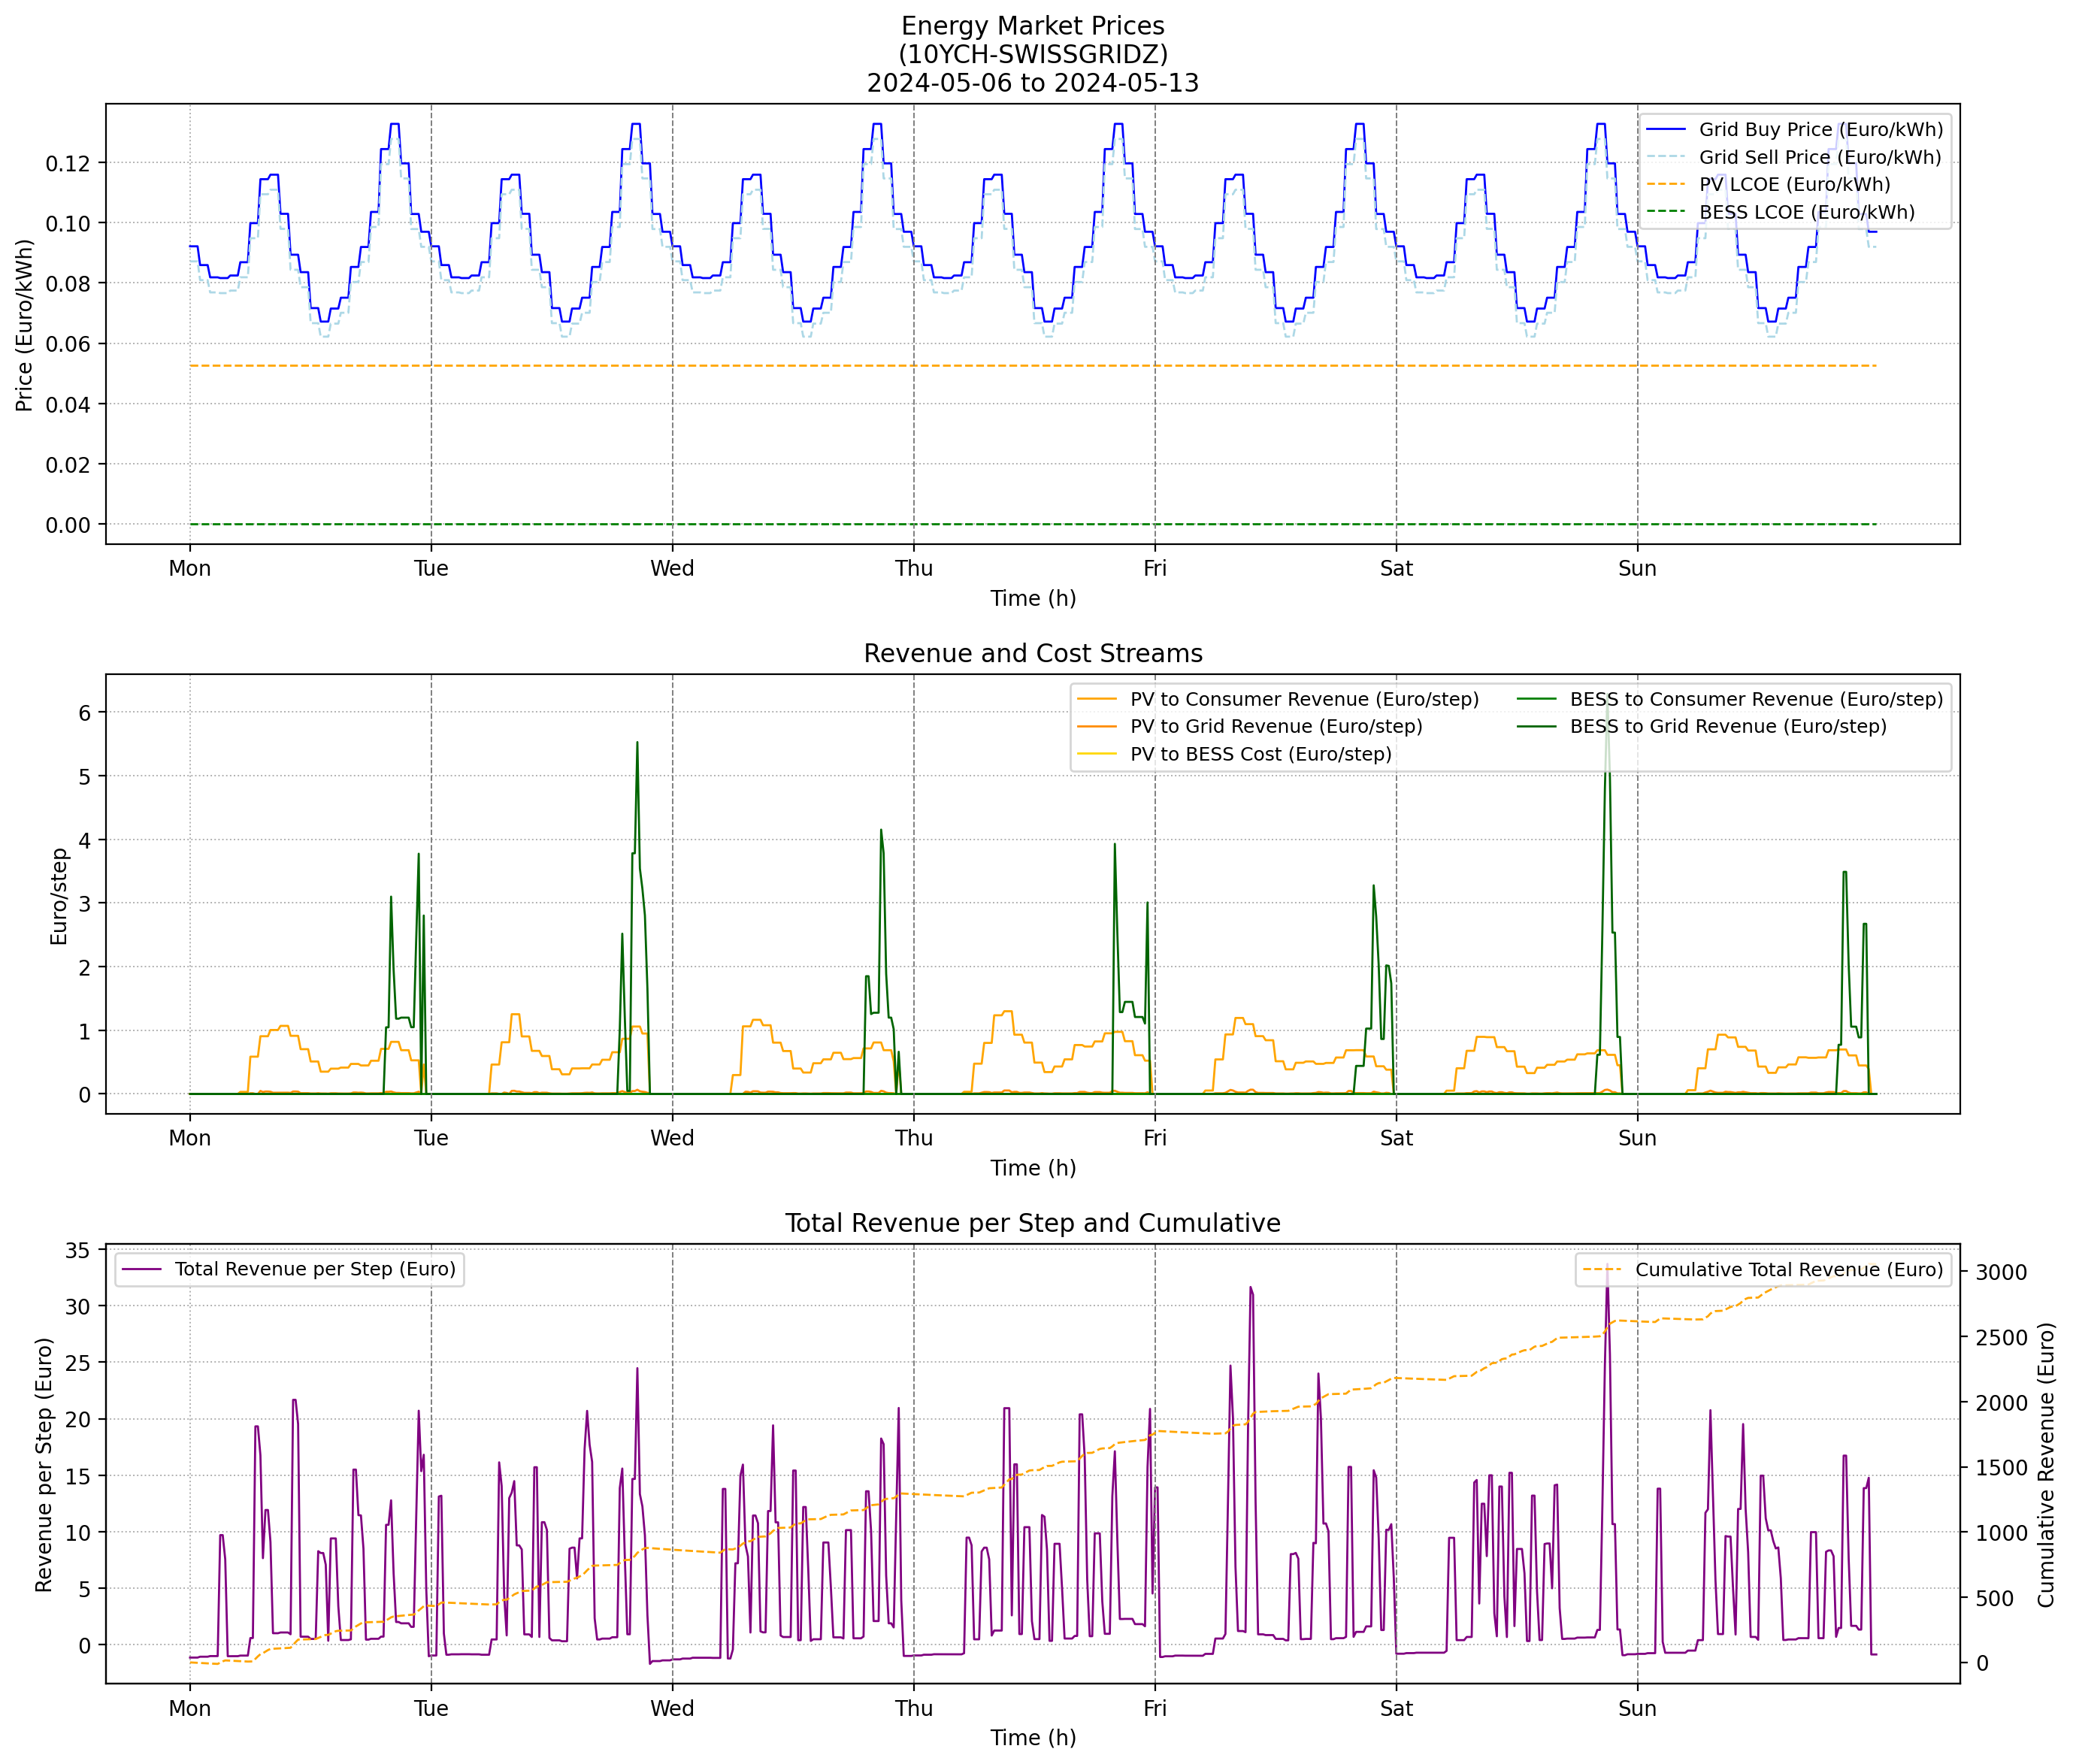 Energy Market Prices
(10YCH-SWISSGRIDZ)
2024-05-06 to 2024-05-13
Price (Euro/kWh)
0.12
0.10
0.08
0.06
0.04
0.02
0.00
Grid Buy Price (Euro/kWh)
Grid Sell Price (Euro/kWh)
PV LCOE (Euro/kWh)
BESS LCOE (Euro/kWh)
Mon Tue Wed Thu Fri Sat Sun
Time (h)
Revenue and Cost Streams
Euro/step
6
5
4
3
2
1
0
PV to Consumer Revenue (Euro/step)
PV to Grid Revenue (Euro/step)
PV to BESS Cost (Euro/step)
BESS to Consumer Revenue (Euro/step)
BESS to Grid Revenue (Euro/step)
Mon Tue Wed Thu Fri Sat Sun
Time (h)
Total Revenue per Step and Cumulative
Revenue per Step (Euro)
35
30
25
20
15
10
5
0
Total Revenue per Step (Euro)
Cumulative Total Revenue (Euro)
3000
2500
2000
1500
1000
500
0
Cumulative Revenue (Euro)
Mon Tue Wed Thu Fri Sat Sun
Time (h)